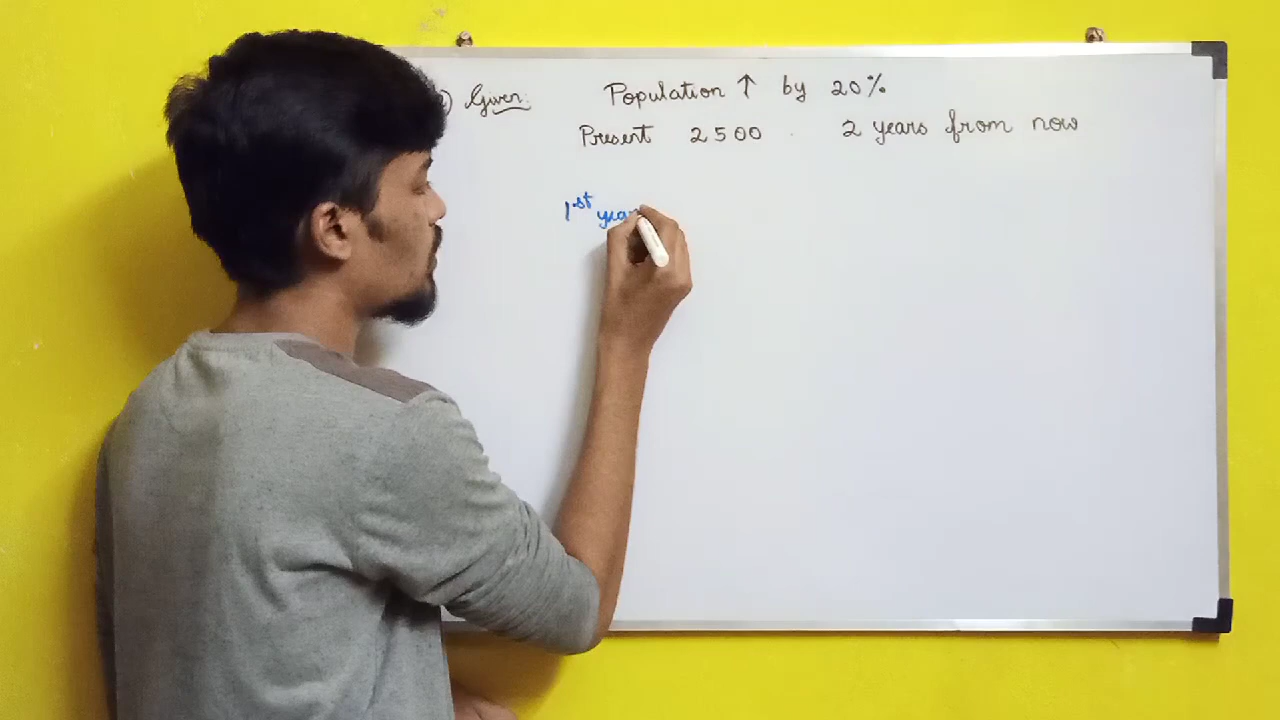 ) Given: Population ↑ by 20%
Present 2500 . 2 years from now
1st year